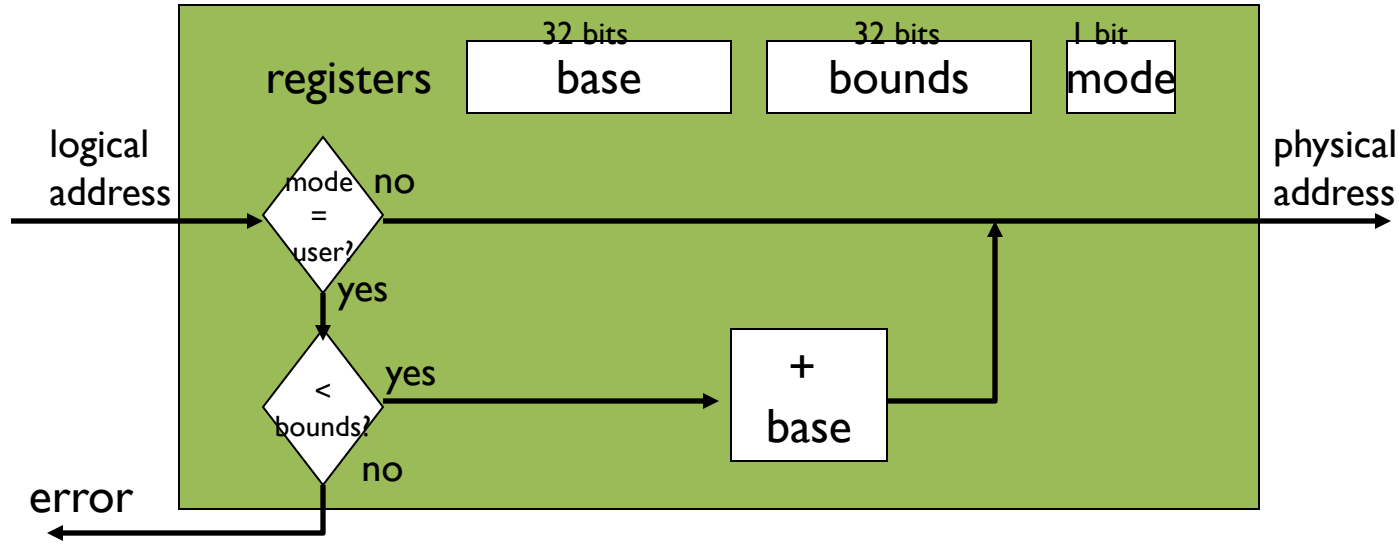 32 bits
32 bits
1 bit
registers
base
bounds
mode
logical
address
physical
address
mode
=
user?
no
yes
<
bounds?
yes
no
+
base
error